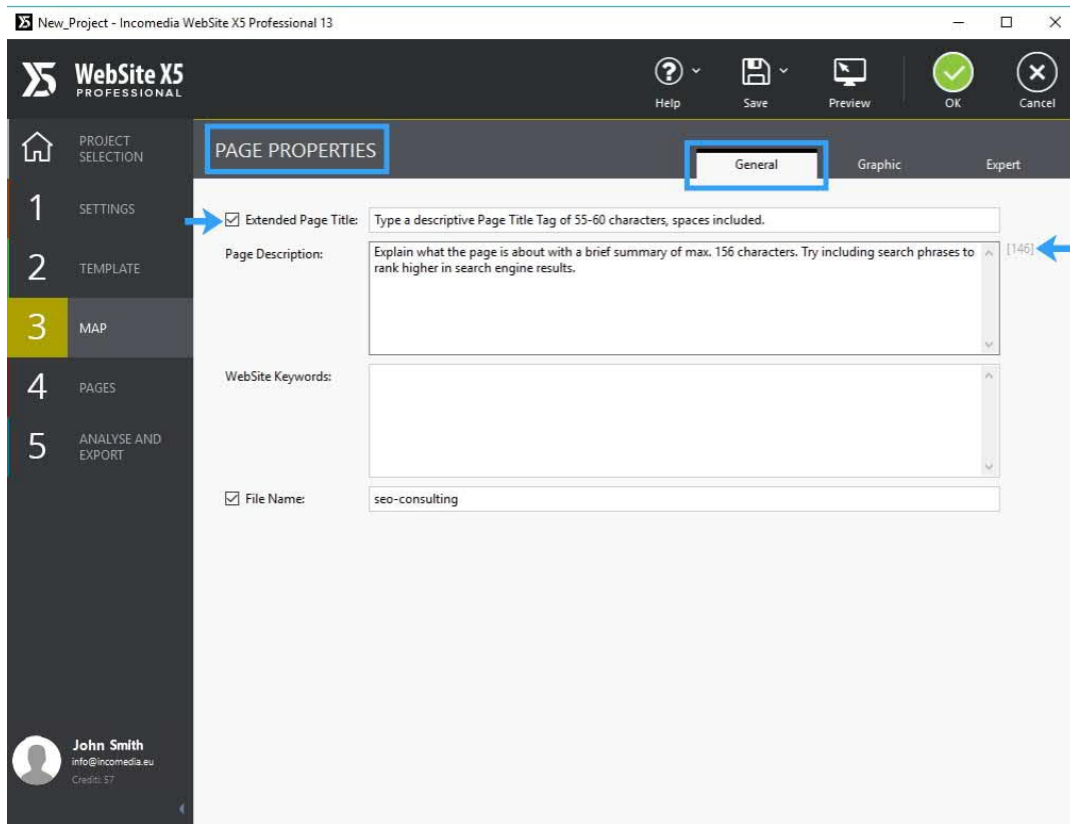 New_Project - Incomedia WebSite X5 Professional 13
WebSite X5
PROFESSIONAL
Help
Save
Preview
OK
Cancel
PROJECT
SELECTION
1
SETTINGS
2
TEMPLATE
3
MAP
4
PAGES
5
ANALYSE AND
EXPORT
PAGE PROPERTIES
General
Graphic
Expert
Extended Page Title:
Type a descriptive Page Title Tag of 55-60 characters, spaces included.
Page Description:
Explain what the page is about with a brief summary of max. 156 characters. Try including search phrases to
rank higher in search engine results.
[146]
WebSite Keywords:
File Name:
seo-consulting
John Smith
info@incomedia.eu
Crediti: 57